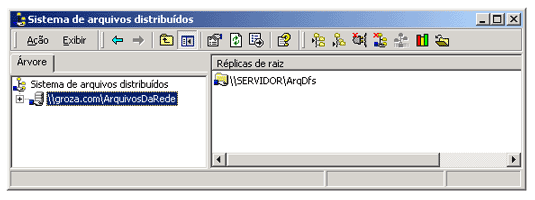 Sistema de arquivos distribuídos
Ação Exibir
Árvore
Réplicas de raiz
Sistema de arquivos distribuídos
\\groza.com\ArquivosDaRede
\\SERVIDOR\ArqDfs